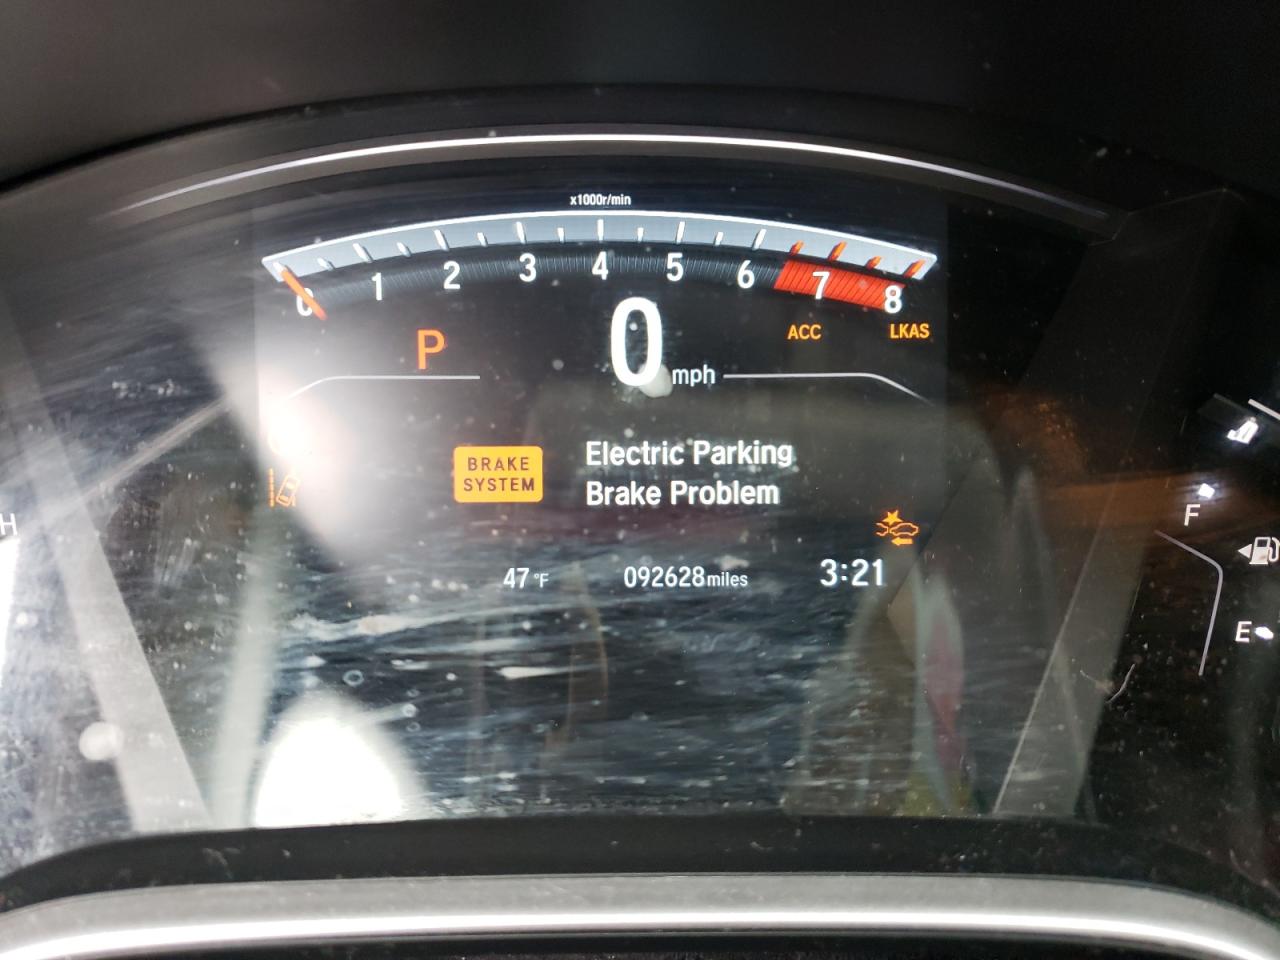 x1000r/min
0 1 2 3 4 5 6 7 8
P
0 mph
ACC
LKAS
BRAKE
SYSTEM
Electric Parking
Brake Problem
47°F
092628 miles
3:21
H
F
E